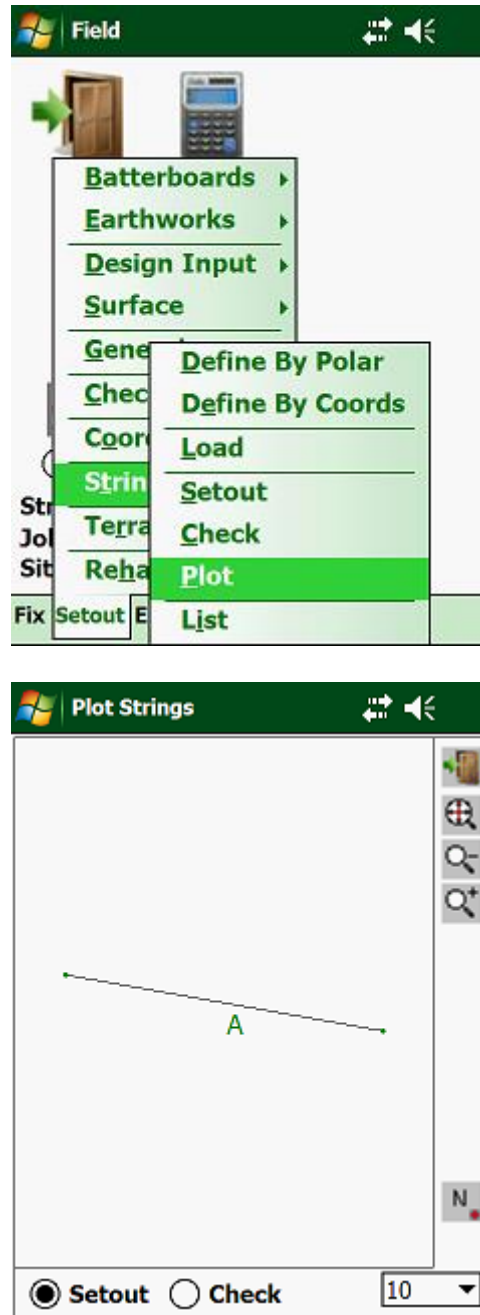 Field
Batterboards
Earthworks
Design Input
Surface
Gene
Define By Polar
Chec
Define By Coords
Coor
Load
Strin
Setout
Str
Terra
Check
Jol
Sit
Reha
Plot
Fix Setout E
List
Plot Strings
A
N
Setout Check 10